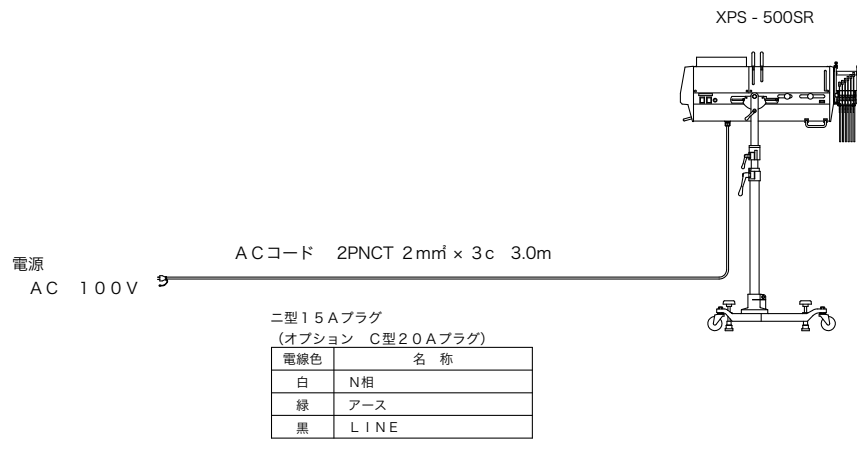 XPS - 500SR
ACコード　2PNCT 2㎟ × 3c　3.0m
電源
AC　100V
ニ型15Aプラグ
(オプション　C型20Aプラグ)
電線色　名　称
白　N相
緑　アース
黒　LINE